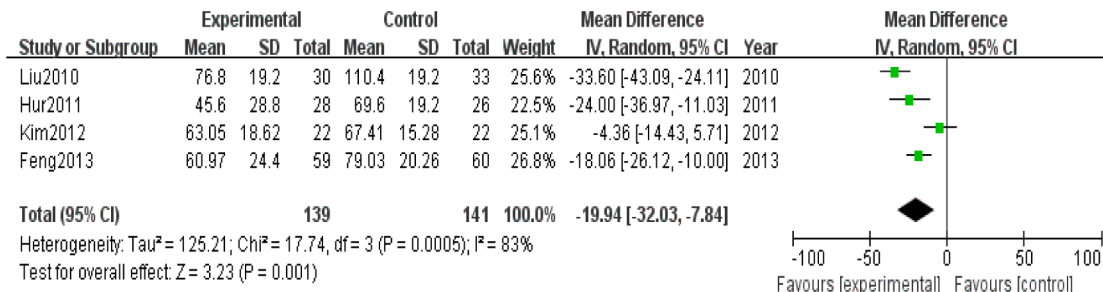 Experimental Control Mean Difference Mean Difference
Study or Subgroup Mean SD Total Mean SD Total Weight IV, Random, 95% CI Year IV, Random, 95% CI
Liu2010 76.8 19.2 30 110.4 19.2 33 25.6% -33.60 [-43.09, -24.11] 2010
Hur2011 45.6 28.8 28 69.6 19.2 26 22.5% -24.00 [-36.97, -11.03] 2011
Kim2012 63.05 18.62 22 67.41 15.28 22 25.1% -4.36 [-14.43, 5.71] 2012
Feng2013 60.97 24.4 59 79.03 20.26 60 26.8% -18.06 [-26.12, -10.00] 2013
Total (95% CI) 139 141 100.0% -19.94 [-32.03, -7.84]
Heterogeneity: Tau² = 125.21; Chi² = 17.74, df = 3 (P = 0.0005); I² = 83%
Test for overall effect: Z = 3.23 (P = 0.001)
-100 -50 0 50 100
Favours [experimental] Favours [control]